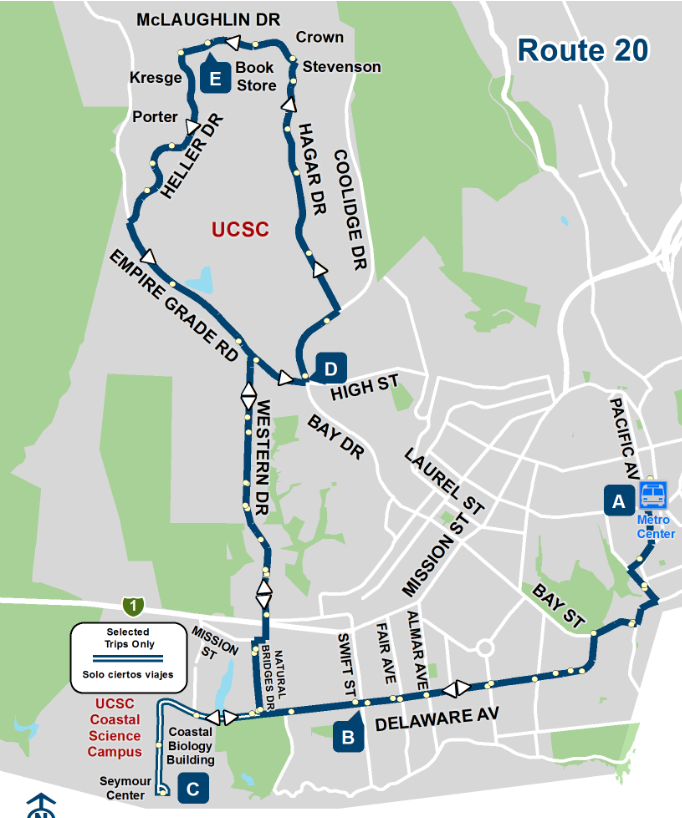 McLAUGHLIN DR
Route 20
Crown
Stevenson
Kresge
E
Book
Store
Porter
HELLER DR
HAGAR DR
COOLIDGE DR
UCSC
EMPIRE GRADE RD
D
HIGH ST
BAY DR
WESTERN DR
LAUREL ST
PACIFIC AV
A
Metro
Center
MISSION ST
1
BAY ST
Selected
Trips Only
Solo ciertos viajes
MISSION
ST
NATURAL
BRIDGES DR
SWIFT ST
FAIR AVE
ALMAR AVE
UCSC
Coastal
Science
Campus
DELAWARE AV
B
Coastal
Biology
Building
Seymour
Center
C
N